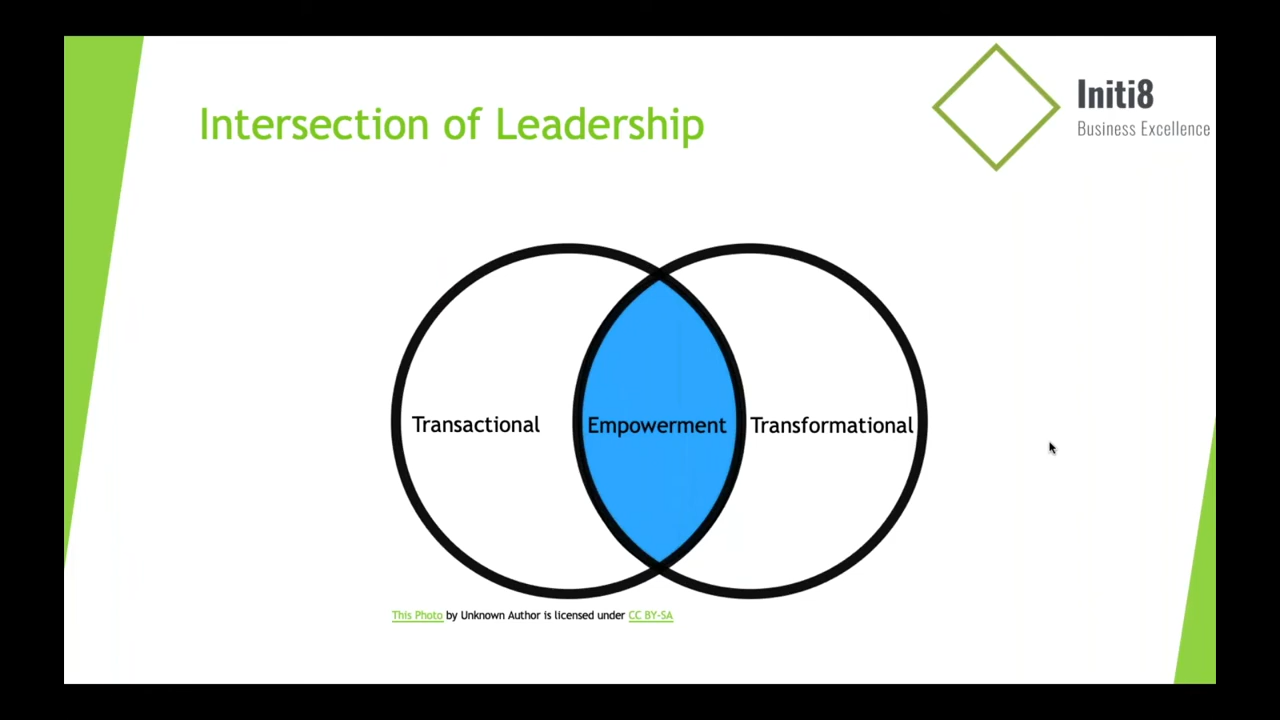 Intersection of Leadership
Initi8
Business Excellence
Transactional
Empowerment
Transformational
This Photo by Unknown Author is licensed under CC BY-SA